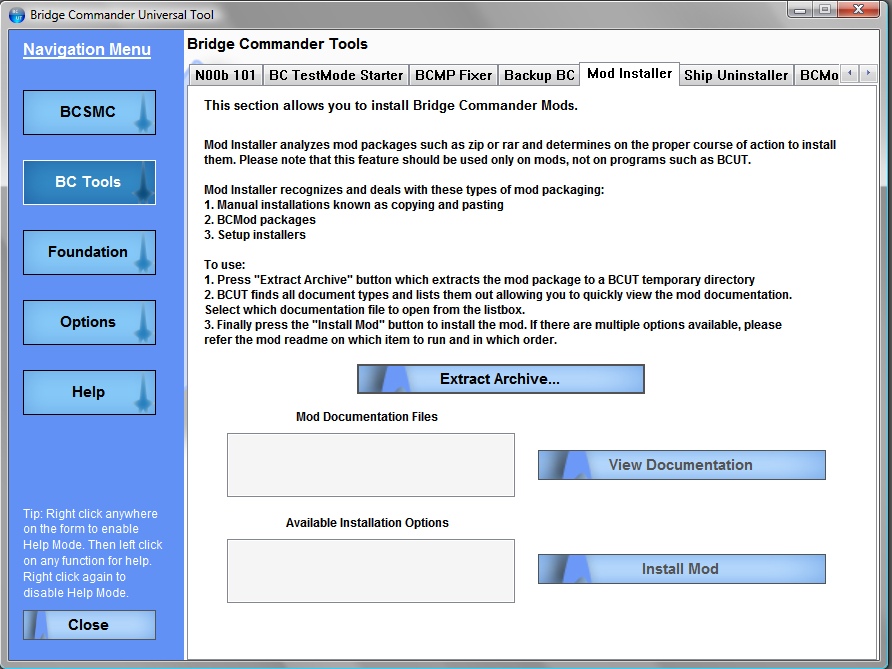 Bridge Commander Universal Tool
Navigation Menu
BCSMC
BC Tools
Foundation
Options
Help
Tip: Right click anywhere
on the form to enable
Help Mode. Then left click
on any function for help.
Right click again to
disable Help Mode.
Close
Bridge Commander Tools
N00b 101 BC TestMode Starter BCMP Fixer Backup BC Mod Installer Ship Uninstaller BCMo
This section allows you to install Bridge Commander Mods.
Mod Installer analyzes mod packages such as zip or rar and determines on the proper course of action to install
them. Please note that this feature should be used only on mods, not on programs such as BCUT.
Mod Installer recognizes and deals with these types of mod packaging:
1. Manual installations known as copying and pasting
2. BCMod packages
3. Setup installers
To use:
1. Press "Extract Archive" button which extracts the mod package to a BCUT temporary directory
2. BCUT finds all document types and lists them out allowing you to quickly view the mod documentation.
Select which documentation file to open from the listbox.
3. Finally press the "Install Mod" button to install the mod. If there are multiple options available, please
refer the mod readme on which item to run and in which order.
Extract Archive...
Mod Documentation Files
View Documentation
Available Installation Options
Install Mod